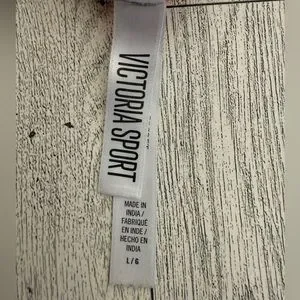 VICTORIA SPORT
MADE IN
INDIA /
FABRIQUÉ
EN INDE /
HECHO EN
INDIA
L / G